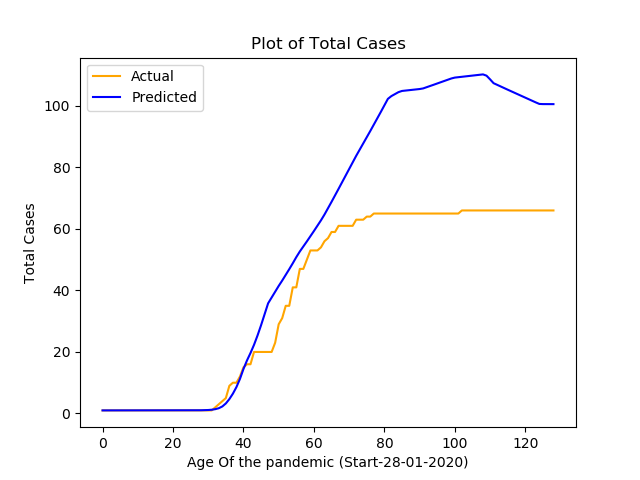 Plot of Total Cases
Actual
Predicted
Total Cases
100
80
60
40
20
0
0 20 40 60 80 100 120
Age Of the pandemic (Start-28-01-2020)